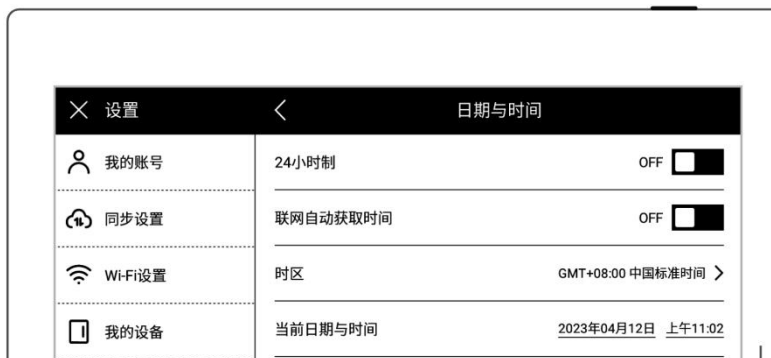 设置
日期与时间
我的账号
24小时制 OFF
同步设置
联网自动获取时间 OFF
Wi-Fi设置
时区 GMT+08:00 中国标准时间
我的设备
当前日期与时间 2023年04月12日 上午11:02